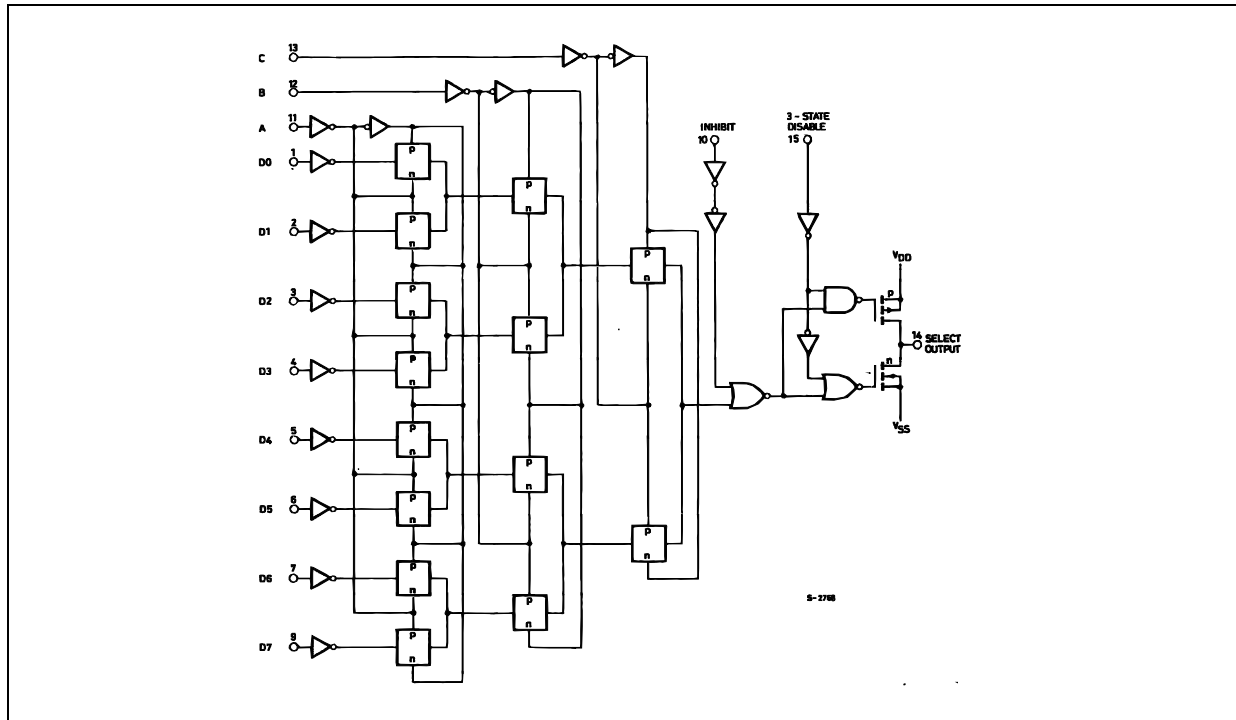 C 13
B 12
A 11
D0 1
D1 2
D2 3
D3 4
D4 5
D5 6
D6 7
D7 9
p
n
p
n
p
n
p
n
p
n
p
n
p
n
p
n
p
n
p
n
p
n
p
n
p
n
p
n
INHIBIT
10
3 - STATE
DISABLE
15
VDD
p
14 SELECT
OUTPUT
n
VSS
S-2768